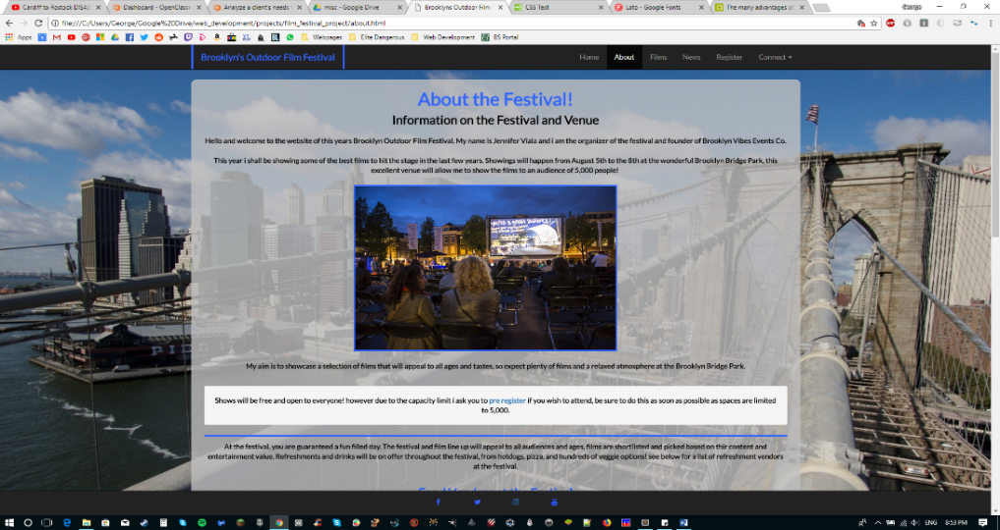 Cardiff to Rostock DISAS
Dashboard - OpenClassr
Analyze a client's needs f
misc - Google Drive
Brooklyns Outdoor Film F
CSS Text
Lato - Google Fonts
The many advantages of
George
file:///C:/Users/George/Google%20Drive/web_development/projects/film_festival_project/about.html
Apps
Webpages
Elite Dangerous
Web Development
BS Portal
Brooklyn's Outdoor Film Festival
Home
About
Films
News
Register
Connect
About the Festival!
Information on the Festival and Venue
Hello and welcome to the website of this years Brooklyn Outdoor Film Festival. My name is Jennifer Viala and i am the organizer of the festival and founder of Brooklyn Vibes Events Co.
This year i shall be showing some of the best films to hit the stage in the last few years. Showings will happen from August 5th to the 8th at the wonderful Brooklyn Bridge Park, this
excellent venue will allow me to show the films to an audience of 5,000 people!
My aim is to showcase a selection of films that will appeal to all ages and tastes, so expect plenty of films and a relaxed atmosphere at the Brooklyn Bridge Park.
Shows will be free and open to everyone! however due to the capacity limit i ask you to pre register if you wish to attend, be sure to do this as soon as possible as spaces are limited
to 5,000.
At the festival, you are guaranteed a fun filled day. The festival and film line up will appeal to all audiences and ages, films are shortlisted and picked based on thir content and
entertainment value. Refreshments and drinks will be on offer throughout the festival, from hotdogs, pizza, and hundreds of veggie options! see below for a list of refreshment vendors
at the festival.
ENG
8:53 PM